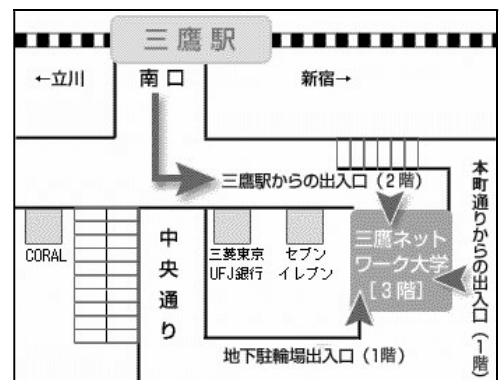 三鷹駅
←立川
南口
新宿→
三鷹駅からの出入口（2階）
本町通りからの出入口（1階）
CORAL
中央通り
三菱東京
UFJ銀行
セブン
イレブン
三鷹ネット
ワーク大学
［3階］
地下駐輪場出入口（1階）